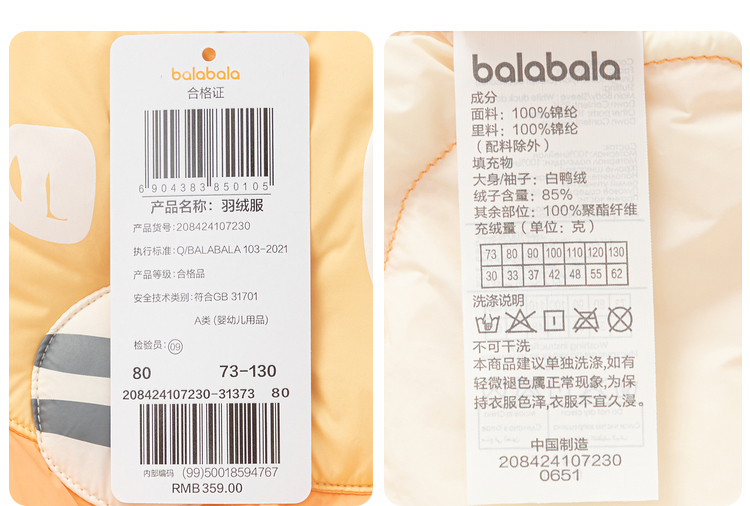 balabala
合格证
6 904383 850105
产品名称：羽绒服
产品货号：208424107230
执行标准：Q/BALABALA 103-2021
产品等级：合格品
安全技术类别：符合GB 31701
A类 (婴幼儿用品)
检验员：09
80 73-130
208424107230-31373 80
内部编码 (99)50018594767
RMB359.00
balabala
成分
面料：100%锦纶
里料：100%锦纶
（配料除外）
填充物
大身/袖子：白鸭绒
绒子含量：85%
其余部位：100%聚酯纤维
充绒量（单位：克）
73 80 90 100 110 120 130
30 33 37 42 48 55 62
洗涤说明
不可干洗
本商品建议单独洗涤,如有
轻微褪色属正常现象,为保
持衣服色泽,衣服不宜久浸。
中国制造
208424107230
0651